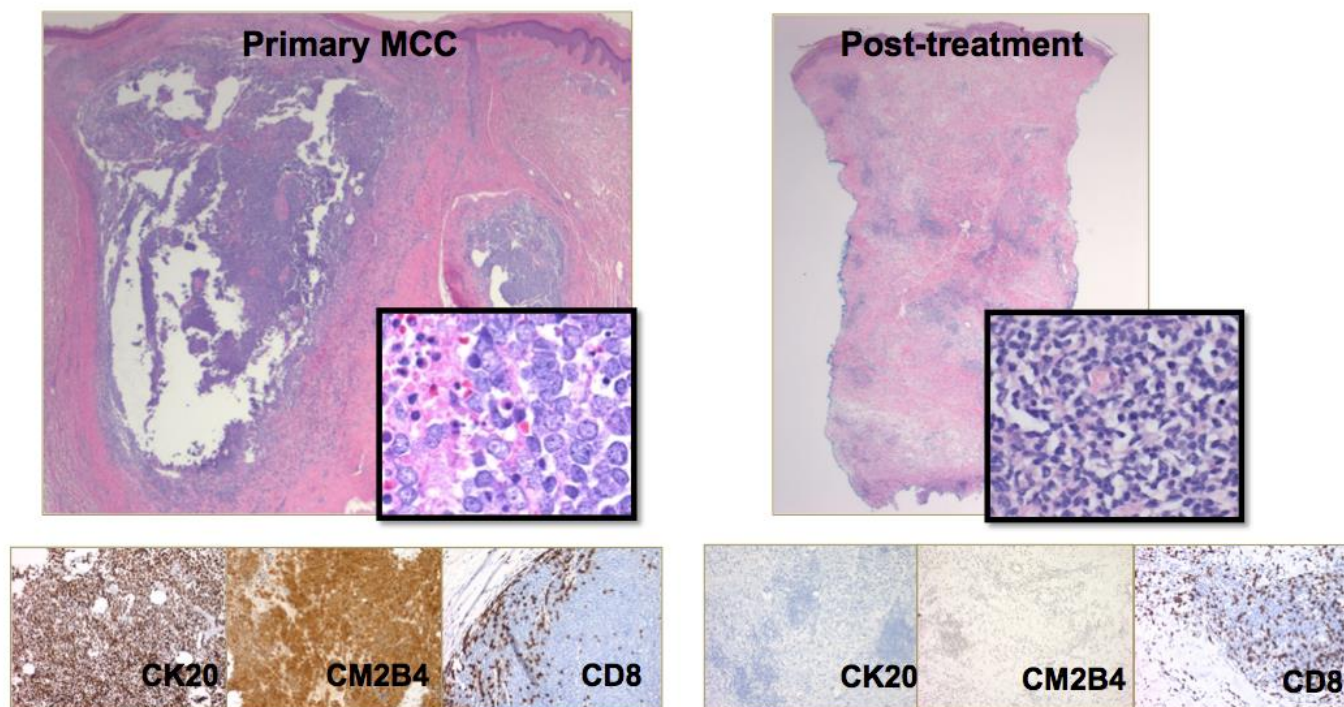 Primary MCC
Post-treatment
CK20
CM2B4
CD8
CK20
CM2B4
CD8